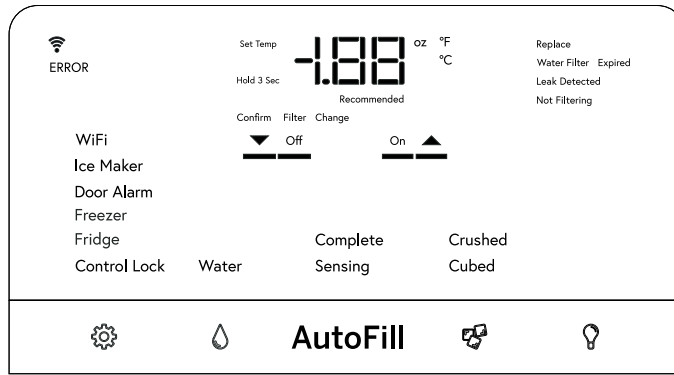 Set Temp -1.88 oz °F
°C
ERROR
Hold 3 Sec
Recommended
Replace
Water Filter Expired
Leak Detected
Not Filtering
Confirm Filter Change
Off On
WiFi
Ice Maker
Door Alarm
Freezer
Fridge
Control Lock
Water
Complete
Sensing
Crushed
Cubed
AutoFill